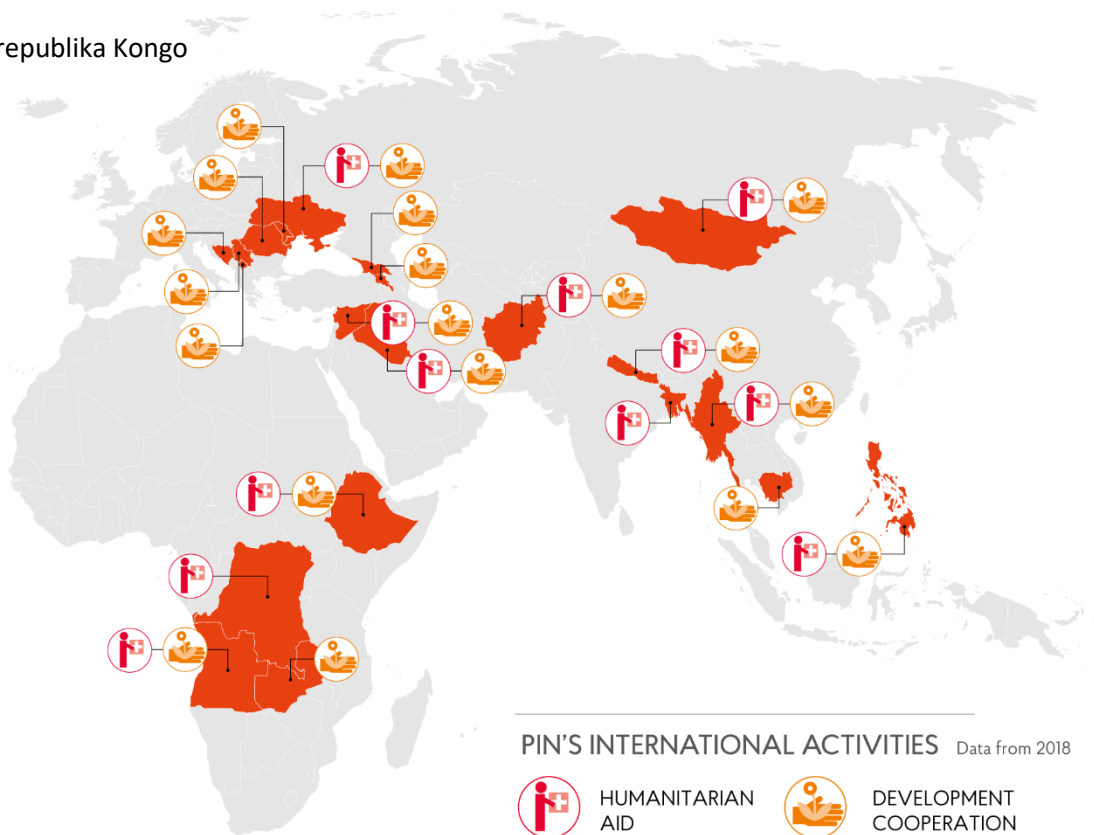 republika Kongo
PIN'S INTERNATIONAL ACTIVITIES Data from 2018
HUMANITARIAN
AID
DEVELOPMENT
COOPERATION